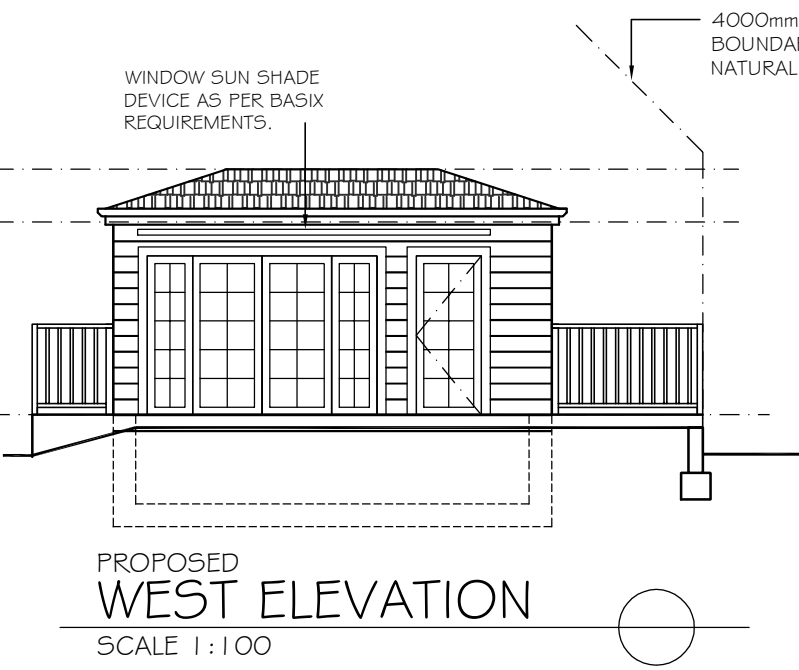 4000mm
BOUNDAR
NATURAL
WINDOW SUN SHADE
DEVICE AS PER BASIX
REQUIREMENTS.
PROPOSED
WEST ELEVATION
SCALE 1:100